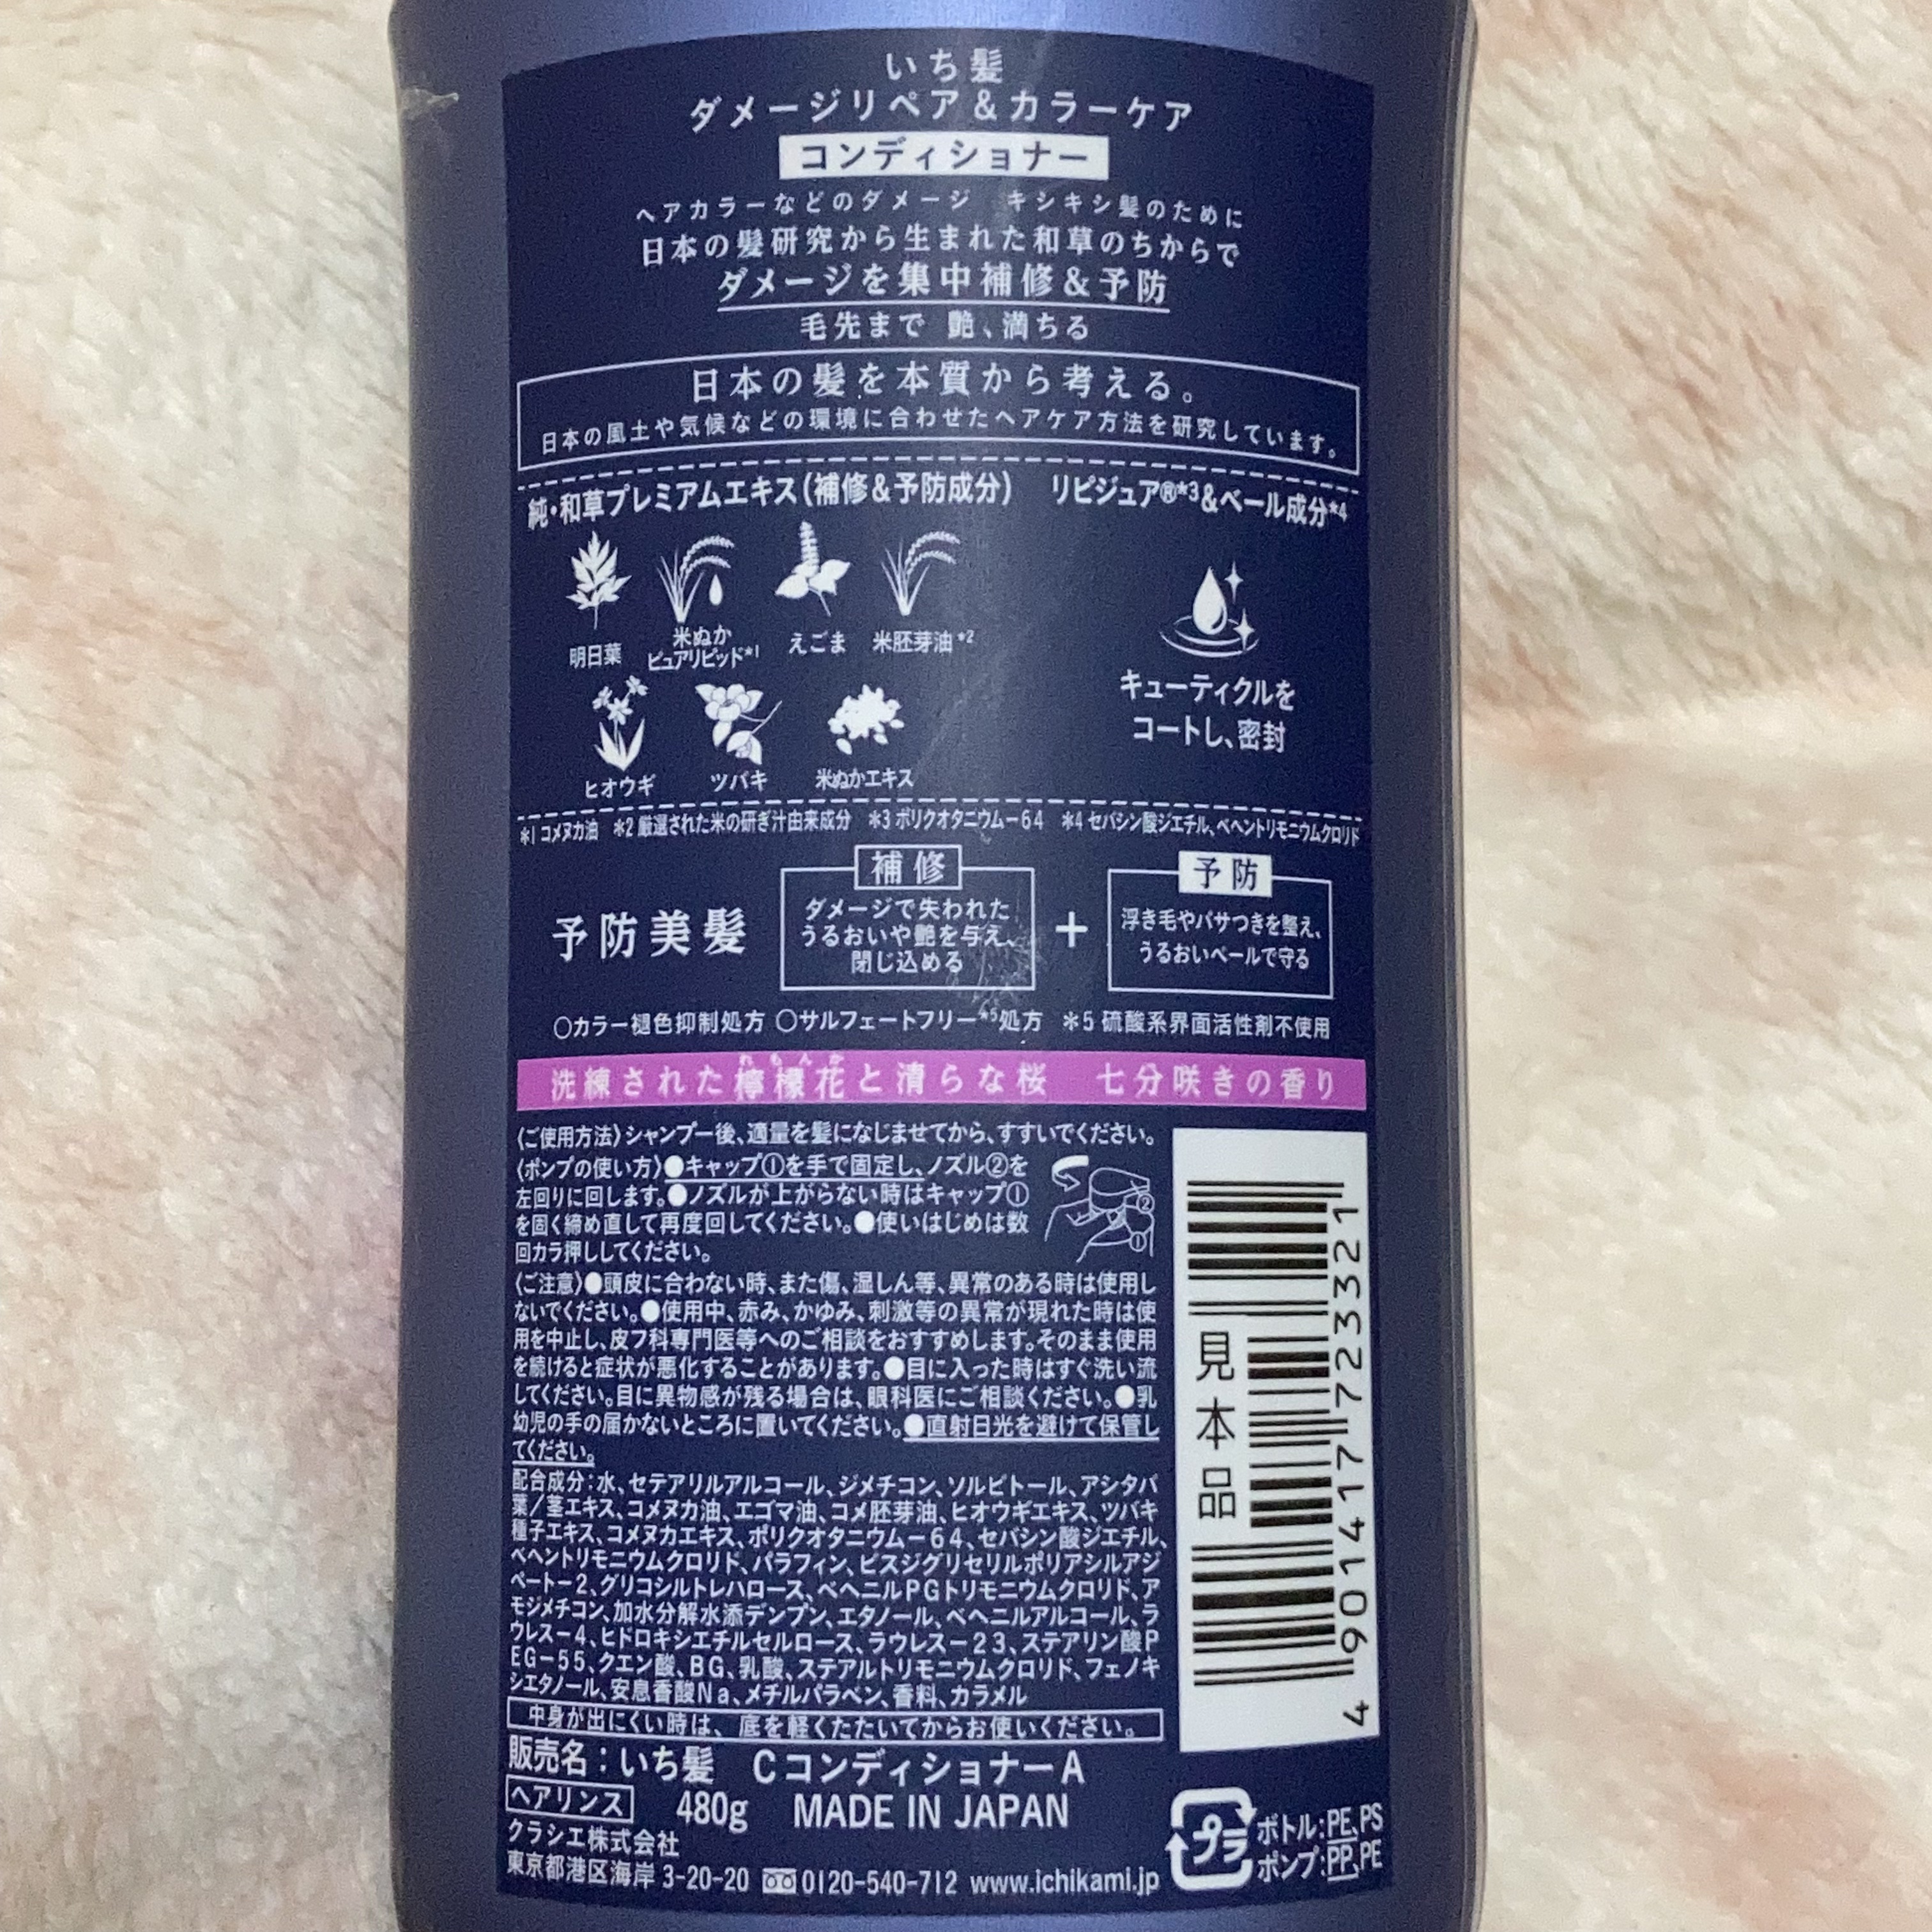 いち髪
ダメージリペア&カラーケア
コンディショナー
ヘアカラーなどのダメージ キシキシ髪のために
日本の髪研究から生まれた和草のちからで
ダメージを集中補修&予防
毛先まで 艶、満ちる
日本の髪を本質から考える。
日本の風土や気候などの環境に合わせたヘアケア方法を研究しています。
純・和草プレミアムエキス(補修&予防成分) リピジュア®*3&ベール成分*4
明日葉
米ぬか
ピュアリピッド*1
えごま
米胚芽油*2
ヒオウギ
ツバキ
米ぬかエキス
キューティクルを
コートし、密封
*1 コメヌカ油 *2 厳選された米の研ぎ汁由来成分 *3 ポリクオタニウム-64 *4 セバシン酸ジエチル、ベヘントリモニウムクロリド
予防美髪
補修
ダメージで失われた
うるおいや艶を与え、
閉じ込める
+
予防
浮き毛やパサつきを整え、
うるおいベールで守る
○カラー褪色抑制処方 ○サルフェートフリー*5処方 *5 硫酸系界面活性剤不使用
れもんか
洗練された檸檬花と清らな桜 七分咲きの香り
〈ご使用方法〉シャンプー後、適量を髪になじませてから、すすいでください。
〈ポンプの使い方〉●キャップ①を手で固定し、ノズル②を
左回りに回します。●ノズルが上がらない時はキャップ①
を固く締め直して再度回してください。●使いはじめは数
回カラ押ししてください。
②
①
〈ご注意〉●頭皮に合わない時、また傷、湿しん等、異常のある時は使用し
ないでください。●使用中、赤み、かゆみ、刺激等の異常が現れた時は使
用を中止し、皮フ科専門医等へのご相談をおすすめします。そのまま使用
を続けると症状が悪化することがあります。●目に入った時はすぐ洗い流
してください。目に異物感が残る場合は、眼科医にご相談ください。●乳
幼児の手の届かないところに置いてください。●直射日光を避けて保管し
てください。
配合成分:水、セテアリルアルコール、ジメチコン、ソルビトール、アシタバ
葉/茎エキス、コメヌカ油、エゴマ油、コメ胚芽油、ヒオウギエキス、ツバキ
種子エキス、コメヌカエキス、ポリクオタニウム-64、セバシン酸ジエチル、
ベヘントリモニウムクロリド、パラフィン、ビスジグリセリルポリアシルアジ
ペート-2、グリコシルトレハロース、ベヘニルPGトリモニウムクロリド、ア
モジメチコン、加水分解水添デンプン、エタノール、ベヘニルアルコール、ラ
ウレス-4、ヒドロキシエチルセルロース、ラウレス-23、ステアリン酸P
EG-55、クエン酸、BG、乳酸、ステアルトリモニウムクロリド、フェノキ
シエタノール、安息香酸Na、メチルパラベン、香料、カラメル
中身が出にくい時は、底を軽くたたいてからお使いください。
見本品
4 901417 723321
販売名:いち髪 CコンディショナーA
ヘアリンス 480g MADE IN JAPAN
クラシエ株式会社
東京都港区海岸 3-20-20 0120-540-712 www.ichikami.jp
プラ
ボトル:PE、PS
ポンプ:PP、PE